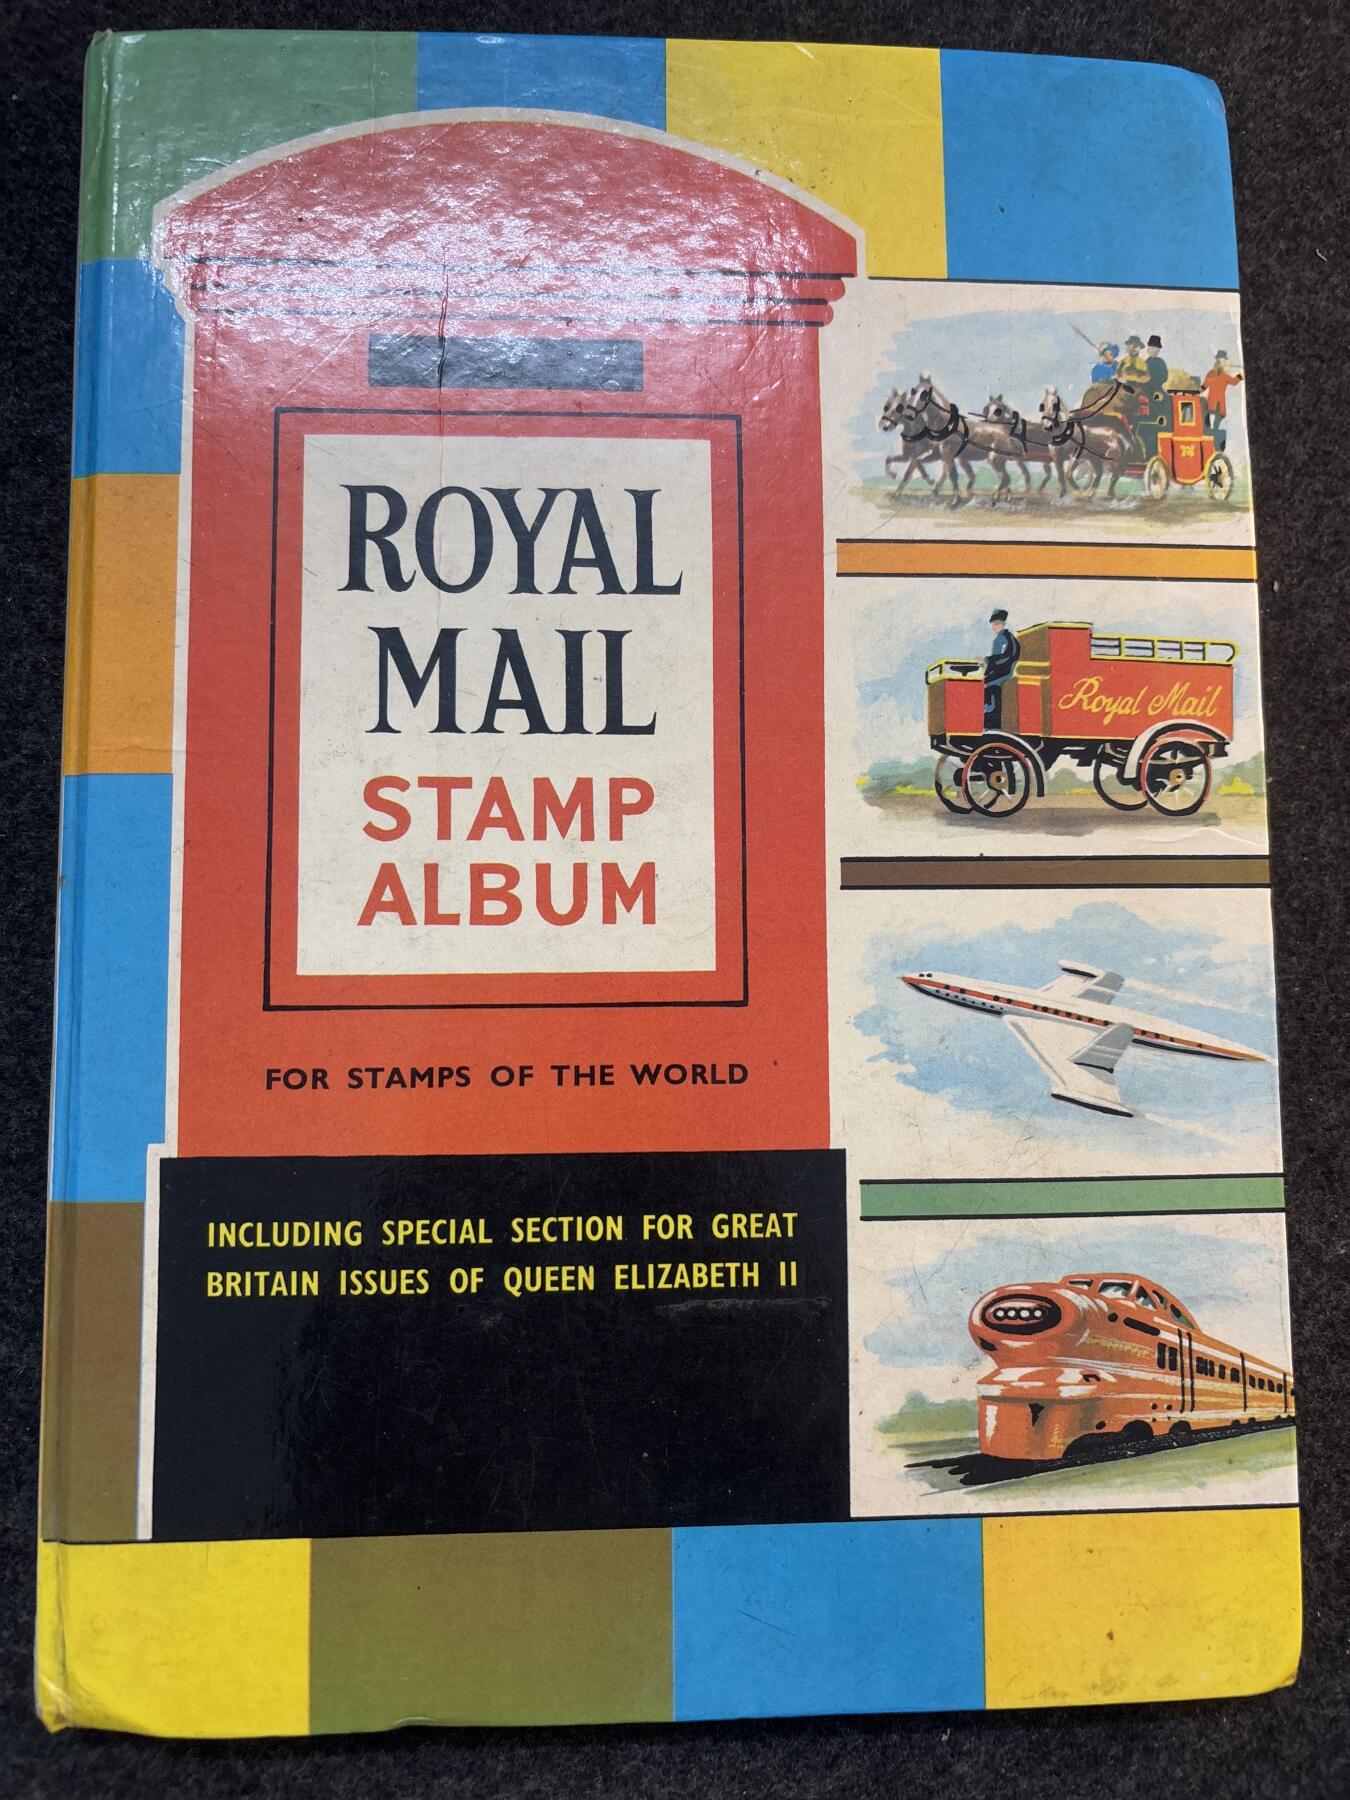 ROYAL
MAIL
STAMP
ALBUM
FOR STAMPS OF THE WORLD
INCLUDING SPECIAL SECTION FOR GREAT
BRITAIN ISSUES OF QUEEN ELIZABETH II
Royal Mail